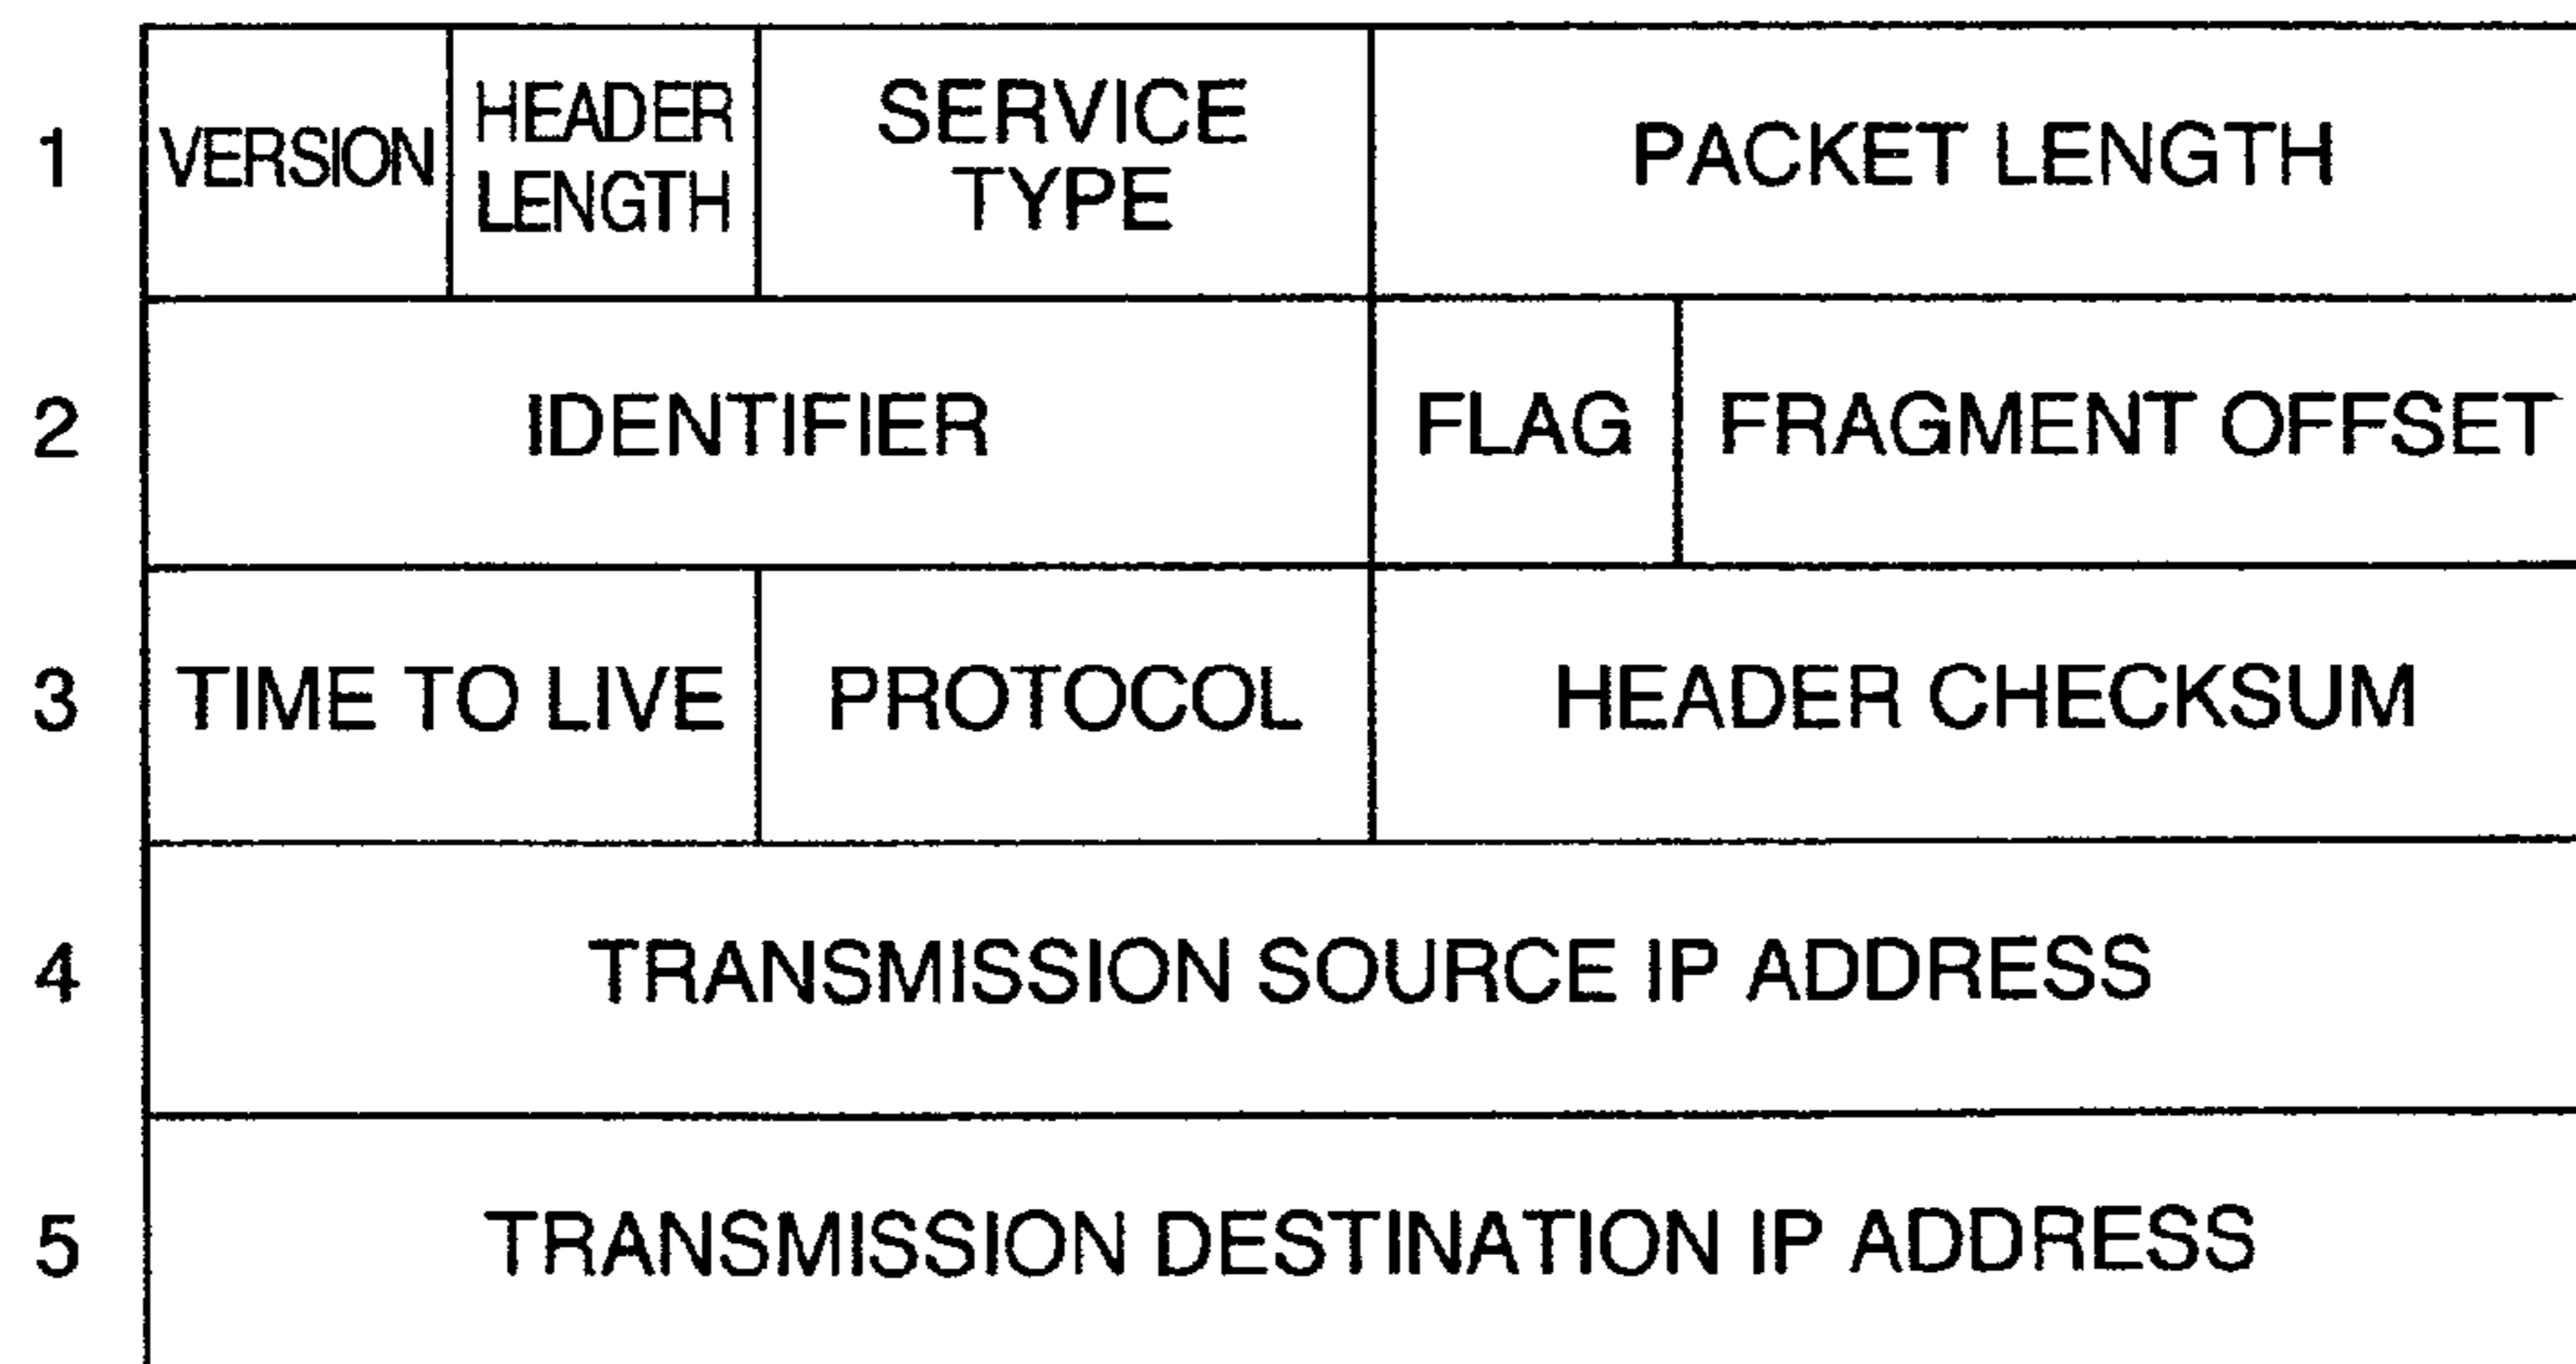 1 VERSION HEADER LENGTH SERVICE TYPE PACKET LENGTH
2 IDENTIFIER FLAG FRAGMENT OFFSET
3 TIME TO LIVE PROTOCOL HEADER CHECKSUM
4 TRANSMISSION SOURCE IP ADDRESS
5 TRANSMISSION DESTINATION IP ADDRESS